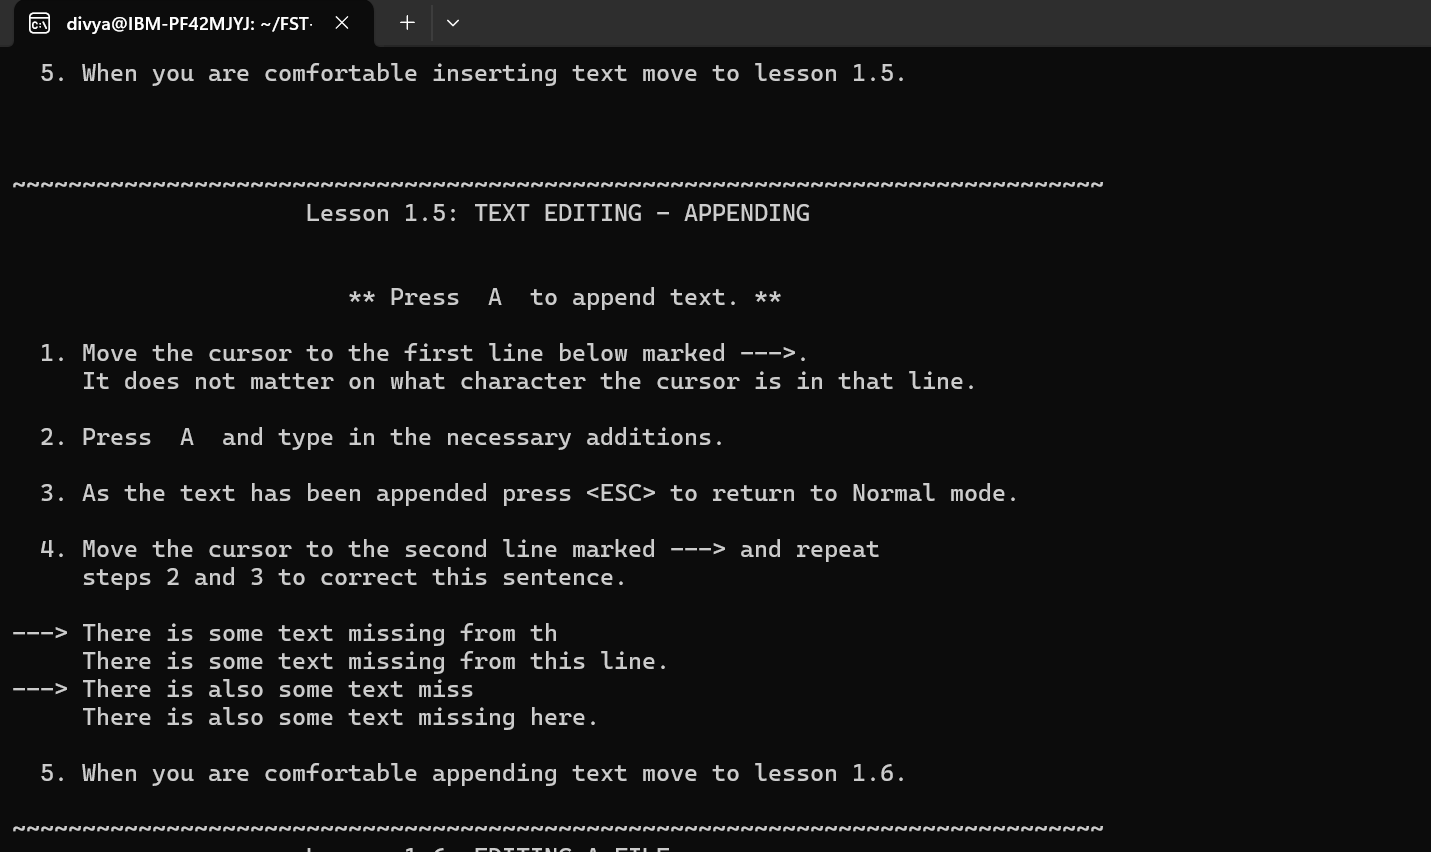 divya@IBM-PF42MJYJ: ~/FST-
5. When you are comfortable inserting text move to lesson 1.5.
~~~~~~~~~~~~~~~~~~~~~~~~~~~~~~~~~~~~~~~~~~~~~~~~~~~~~~~~~~~~~~~~~~~~~~~~~~~~~~
Lesson 1.5: TEXT EDITING - APPENDING
** Press  A  to append text. **
1. Move the cursor to the first line below marked --->.
It does not matter on what character the cursor is in that line.
2. Press  A  and type in the necessary additions.
3. As the text has been appended press <ESC> to return to Normal mode.
4. Move the cursor to the second line marked ---> and repeat
steps 2 and 3 to correct this sentence.
---> There is some text missing from th
There is some text missing from this line.
---> There is also some text miss
There is also some text missing here.
5. When you are comfortable appending text move to lesson 1.6.
~~~~~~~~~~~~~~~~~~~~~~~~~~~~~~~~~~~~~~~~~~~~~~~~~~~~~~~~~~~~~~~~~~~~~~~~~~~~~~
Lesson 1.6 EDITING A FILE